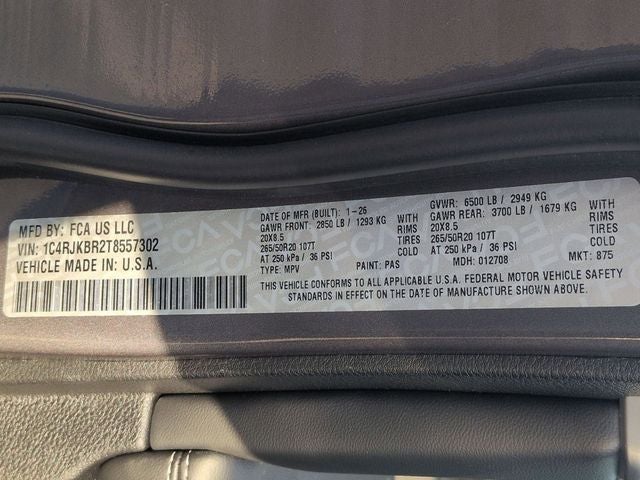 MFD BY: FCA US LLC
VIN: 1C4RJKBR2T8557302
VEHICLE MADE IN: U.S.A.
DATE OF MFR (BUILT): 1-26
GAWR FRONT: 2850 LB / 1293 KG WITH
20X8.5 RIMS
265/50R20 107T TIRES
AT 250 kPa / 36 PSI COLD
TYPE: MPV PAINT: PAS
GVWR: 6500 LB / 2949 KG
GAWR REAR: 3700 LB / 1679 KG WITH
20X8.5 RIMS
265/50R20 107T TIRES
AT 250 kPa / 36 PSI COLD
MDH: 012708 MKT: 875
THIS VEHICLE CONFORMS TO ALL APPLICABLE U.S.A. FEDERAL MOTOR VEHICLE SAFETY
STANDARDS IN EFFECT ON THE DATE OF MANUFACTURE SHOWN ABOVE.